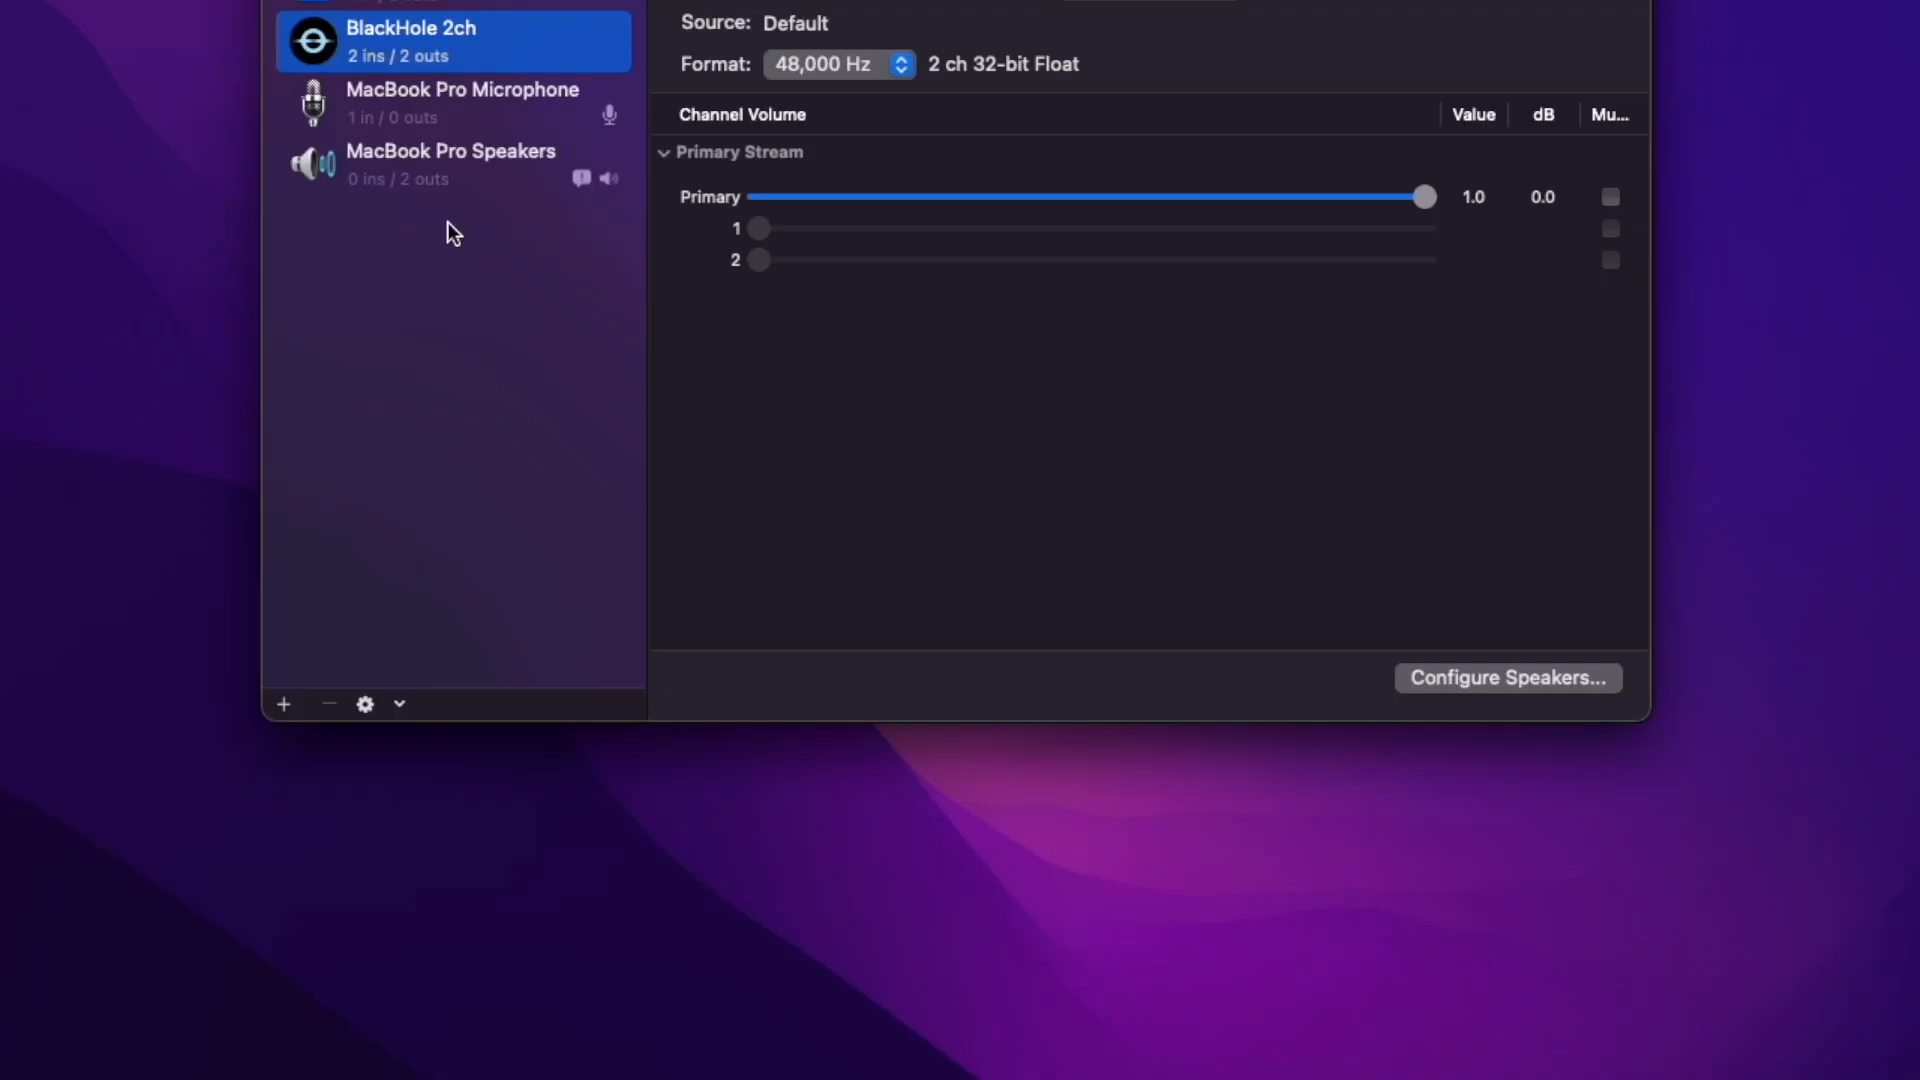 BlackHole 2ch
2 ins / 2 outs
MacBook Pro Microphone
1 in / 0 outs
MacBook Pro Speakers
0 ins / 2 outs
Source: Default
Format: 48,000 Hz 2 ch 32-bit Float
Channel Volume Value dB Mu...
Primary Stream
Primary 1.0 0.0
1
2
Configure Speakers...